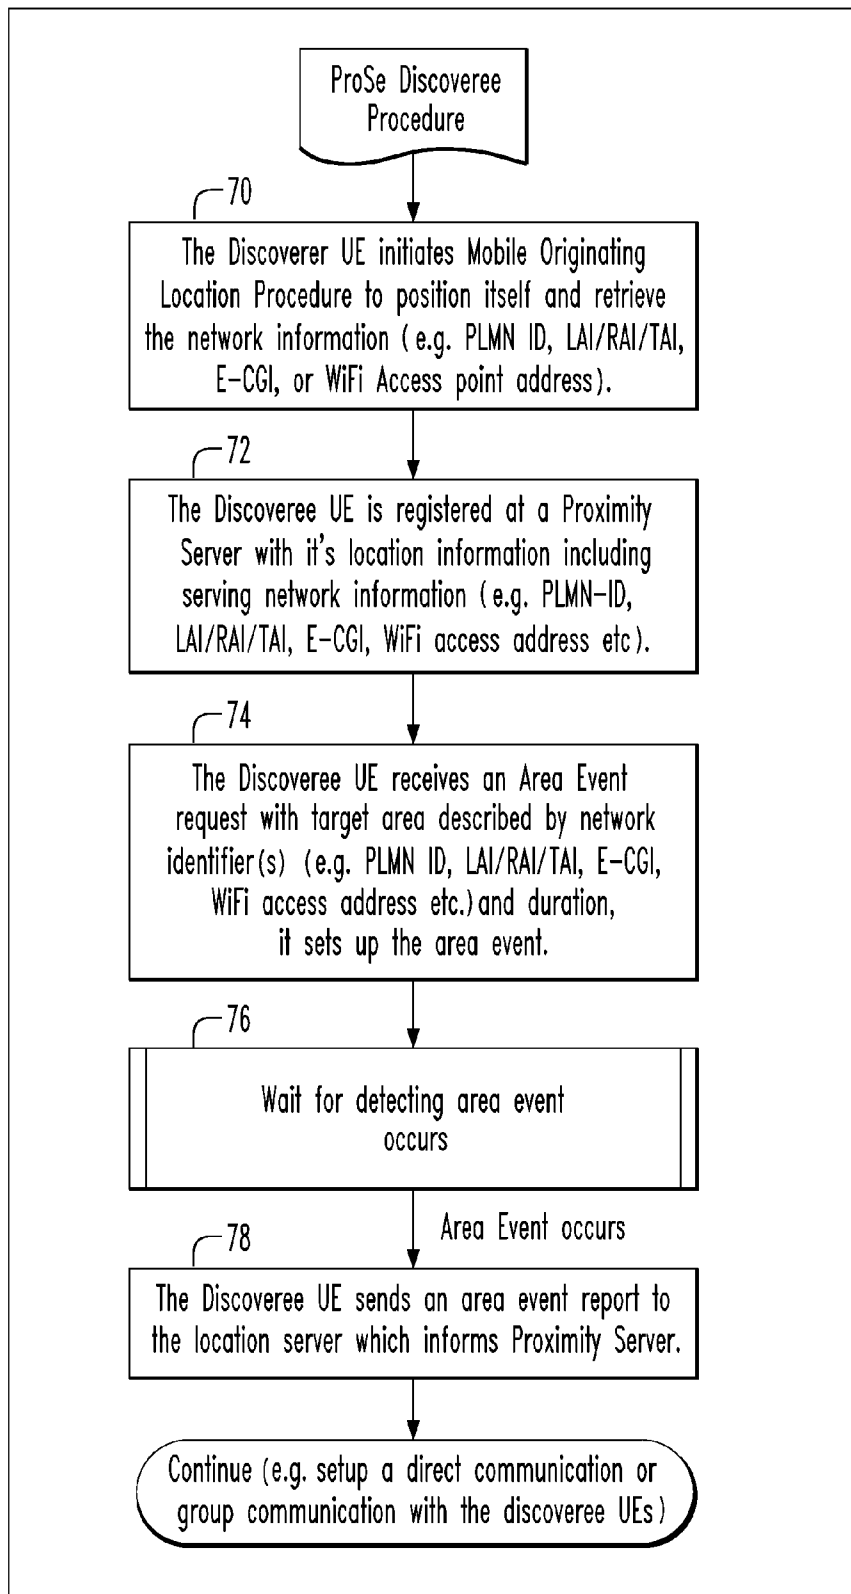 ProSe Discoveree
Procedure
70
The Discoverer UE initiates Mobile Originating
Location Procedure to position itself and retrieve
the network information (e.g. PLMN ID, LAI/RAI/TAI,
E-CGI, or WiFi Access point address).
72
The Discoveree UE is registered at a Proximity
Server with it's location information including
serving network information (e.g. PLMN-ID,
LAI/RAI/TAI, E-CGI, WiFi access address etc).
74
The Discoveree UE receives an Area Event
request with target area described by network
identifier(s) (e.g. PLMN ID, LAI/RAI/TAI, E-CGI,
WiFi access address etc.)and duration,
it sets up the area event.
76
Wait for detecting area event
occurs
Area Event occurs
78
The Discoveree UE sends an area event report to
the location server which informs Proximity Server.
Continue (e.g. setup a direct communication or
group communication with the discoveree UEs)